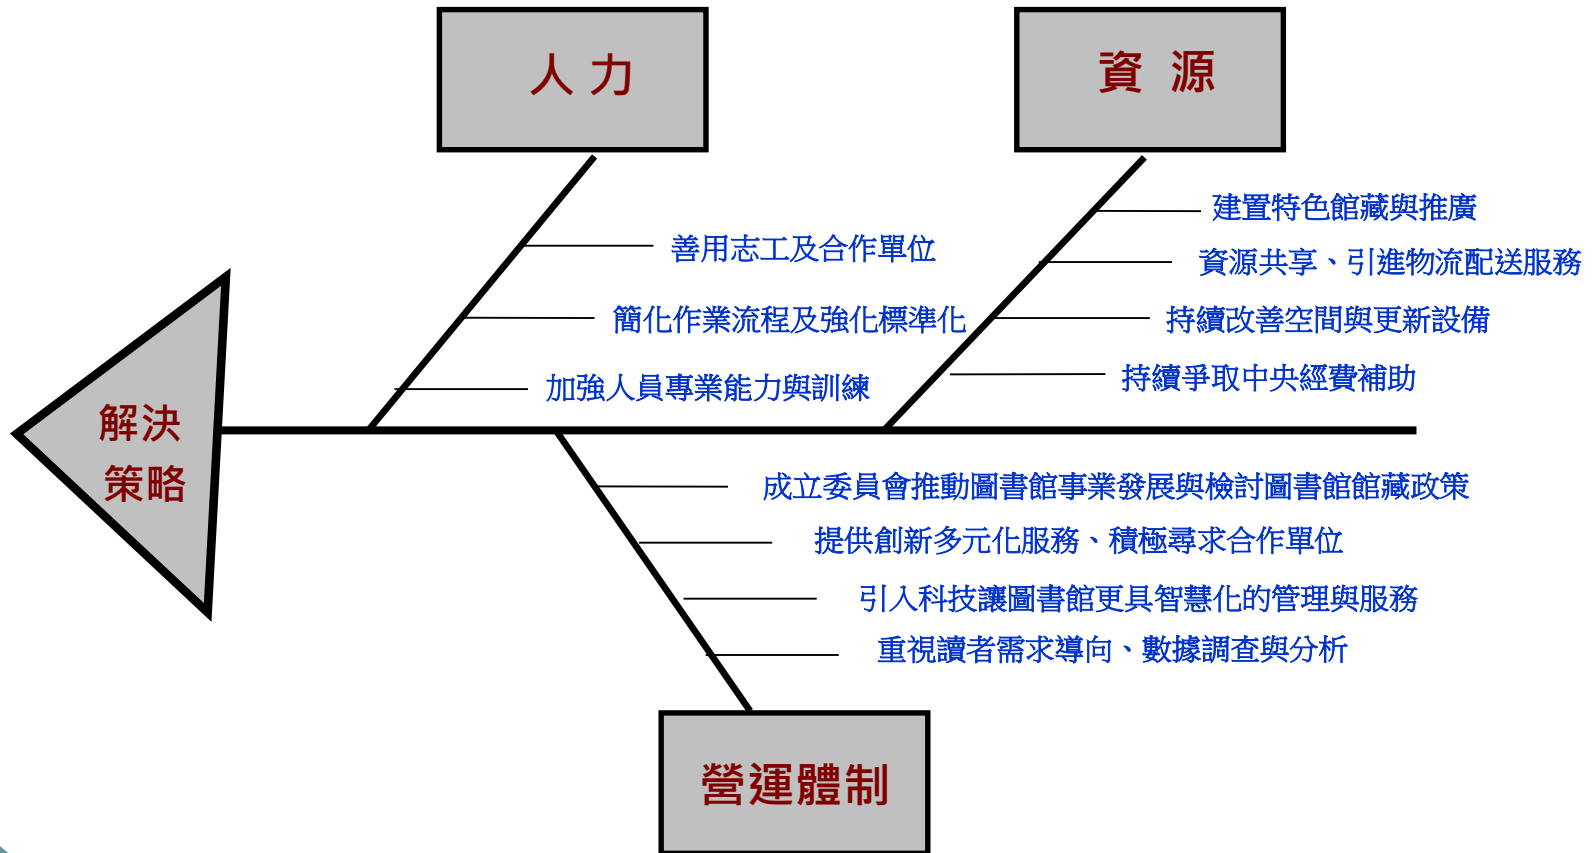 人力
資源
建置特色館藏與推廣
善用志工及合作單位
資源共享、引進物流配送服務
簡化作業流程及強化標準化
持續改善空間與更新設備
加強人員專業能力與訓練
持續爭取中央經費補助
解決
策略
成立委員會推動圖書館事業發展與檢討圖書館館藏政策
提供創新多元化服務、積極尋求合作單位
引入科技讓圖書館更具智慧化的管理與服務
重視讀者需求導向、數據調查與分析
營運體制